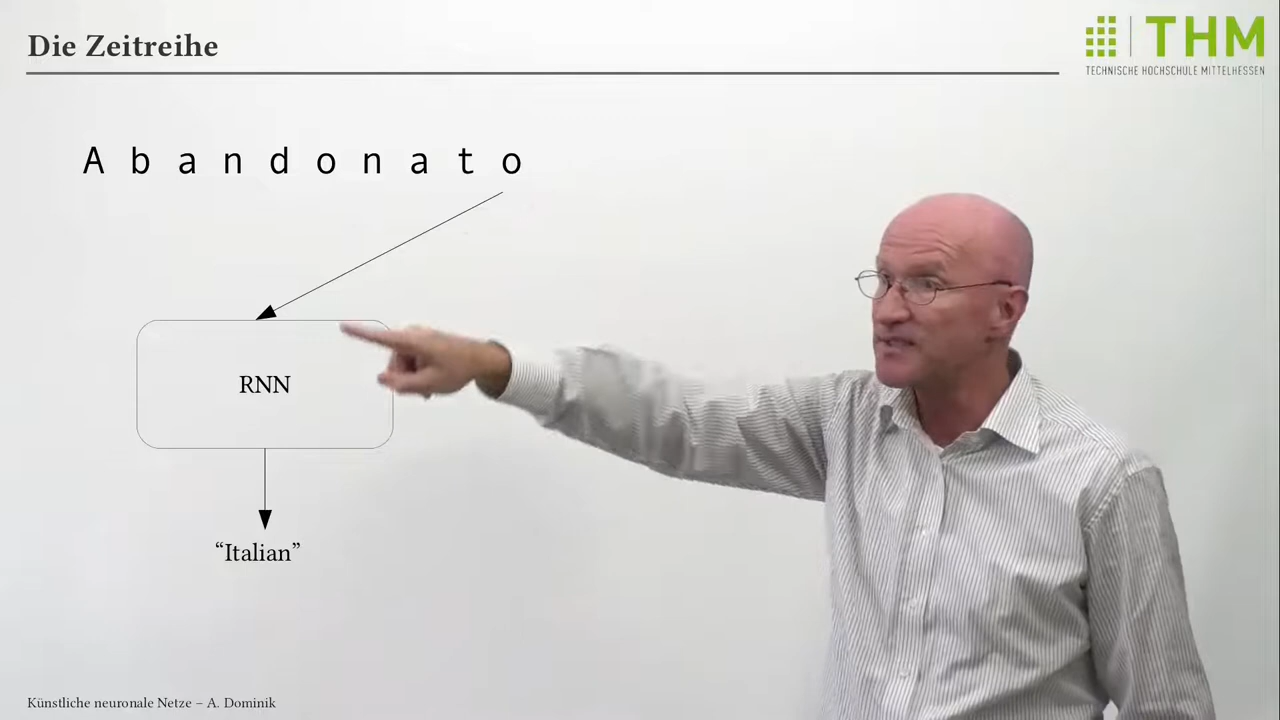 Die Zeitreihe
THM
TECHNISCHE HOCHSCHULE MITTELHESSEN
A b a n d o n a t o
RNN
“Italian”
Künstliche neuronale Netze – A. Dominik